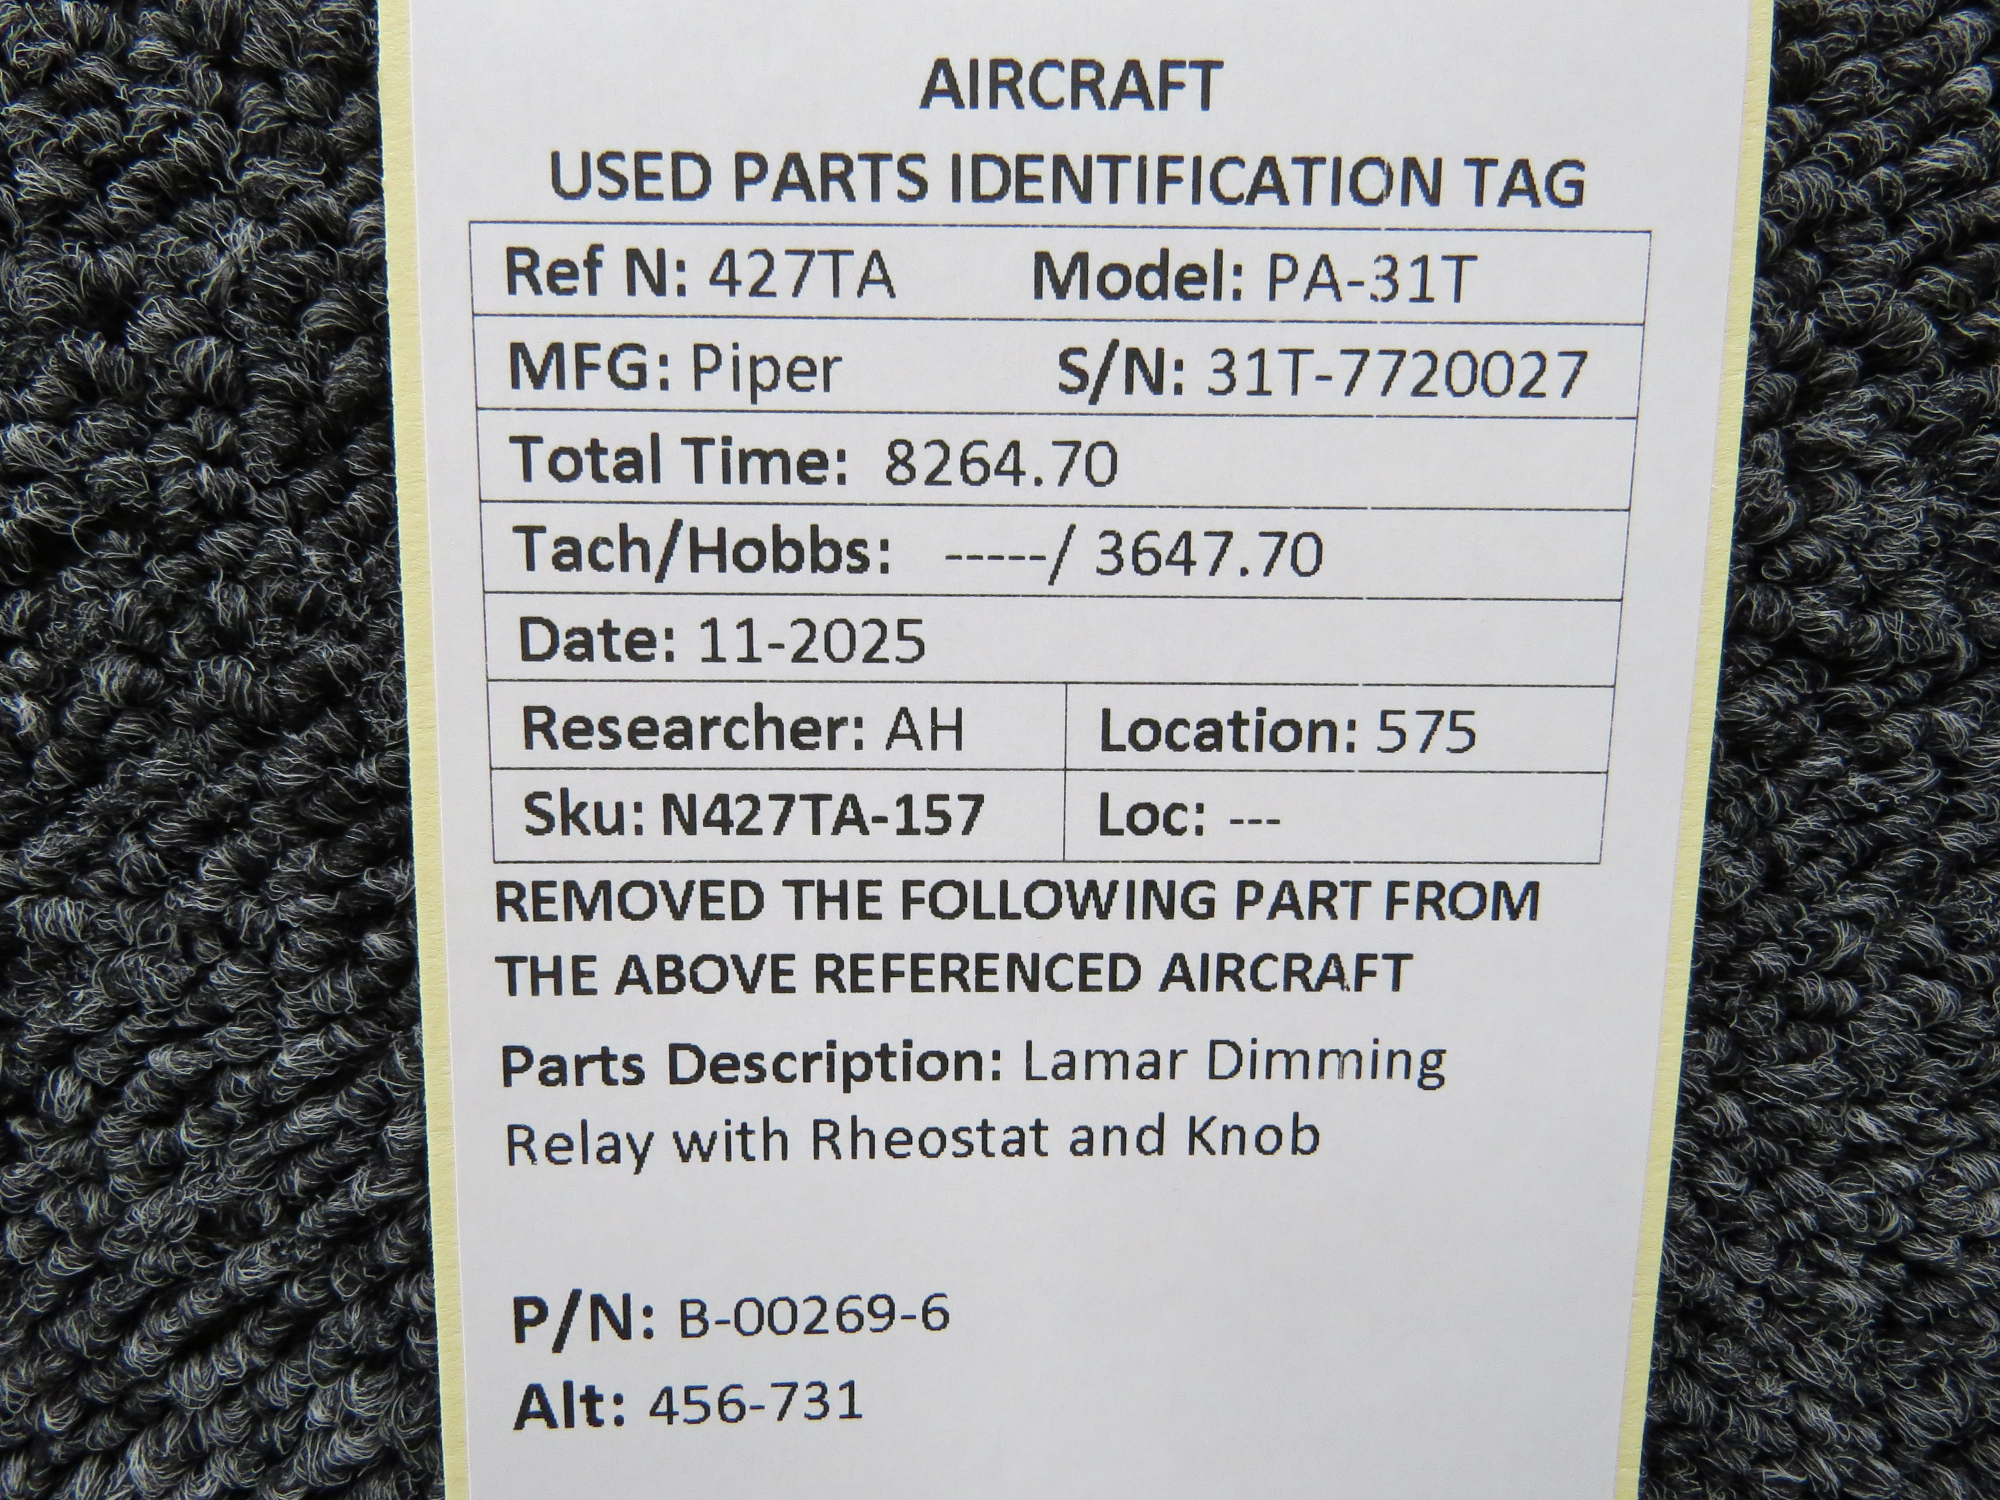 AIRCRAFT
USED PARTS IDENTIFICATION TAG
Ref N: 427TA Model: PA-31T
MFG: Piper S/N: 31T-7720027
Total Time: 8264.70
Tach/Hobbs: -----/ 3647.70
Date: 11-2025
Researcher: AH Location: 575
Sku: N427TA-157 Loc: ---
REMOVED THE FOLLOWING PART FROM
THE ABOVE REFERENCED AIRCRAFT
Parts Description: Lamar Dimming
Relay with Rheostat and Knob
P/N: B-00269-6
Alt: 456-731